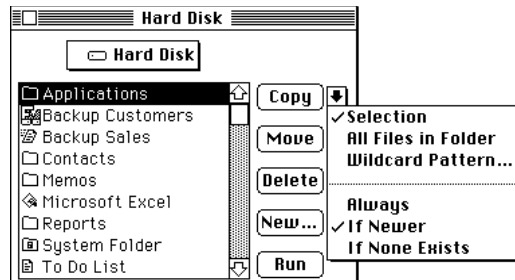 Hard Disk
Hard Disk
Applications
Backup Customers
Backup Sales
Contacts
Memos
Microsoft Excel
Reports
System Folder
To Do List
Copy
Move
Delete
New...
Run
✓Selection
All Files in Folder
Wildcard Pattern...
Always
✓If Newer
If None Exists